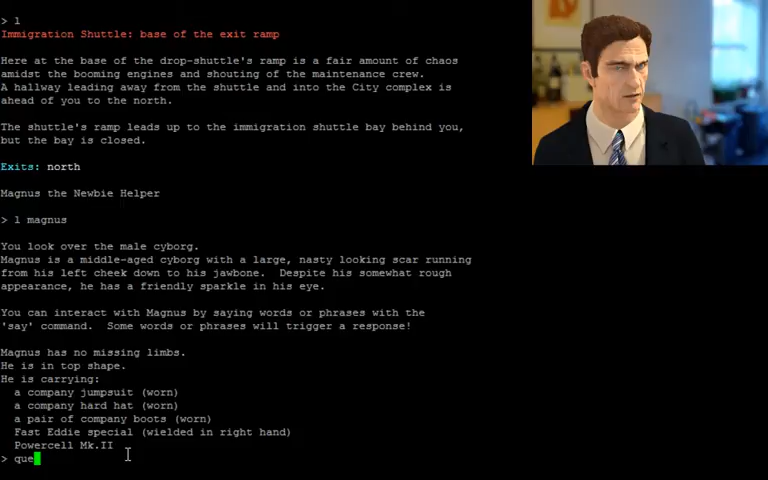 > l
Immigration Shuttle: base of the exit ramp
Here at the base of the drop-shuttle's ramp is a fair amount of chaos
amidst the booming engines and shouting of the maintenance crew.
A hallway leading away from the shuttle and into the City complex is
ahead of you to the north.
The shuttle's ramp leads up to the immigration shuttle bay behind you,
but the bay is closed.
Exits: north
Magnus the Newbie Helper
> l magnus
You look over the male cyborg.
Magnus is a middle-aged cyborg with a large, nasty looking scar running
from his left cheek down to his jawbone.  Despite his somewhat rough
appearance, he has a friendly sparkle in his eye.
You can interact with Magnus by saying words or phrases with the
'say' command.  Some words or phrases will trigger a response!
Magnus has no missing limbs.
He is in top shape.
He is carrying:
a company jumpsuit (worn)
a company hard hat (worn)
a pair of company boots (worn)
Fast Eddie special (wielded in right hand)
Powercell Mk.II
> que